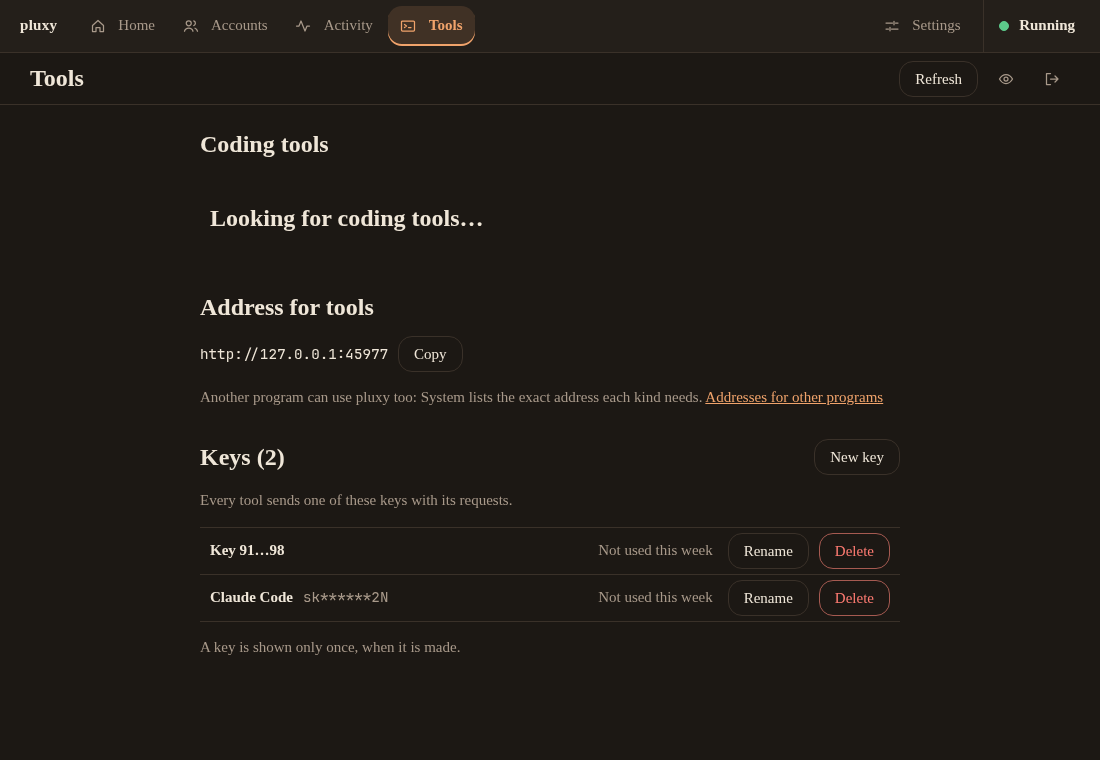 pluxy
Home
Accounts
Activity
Tools
Settings
Running
Tools
Refresh
Coding tools
Looking for coding tools…
Address for tools
http://127.0.0.1:45977
Copy
Another program can use pluxy too: System lists the exact address each kind needs. Addresses for other programs
Keys (2)
New key
Every tool sends one of these keys with its requests.
Key 91…98
Not used this week
Rename
Delete
Claude Code sk******2N
Not used this week
Rename
Delete
A key is shown only once, when it is made.